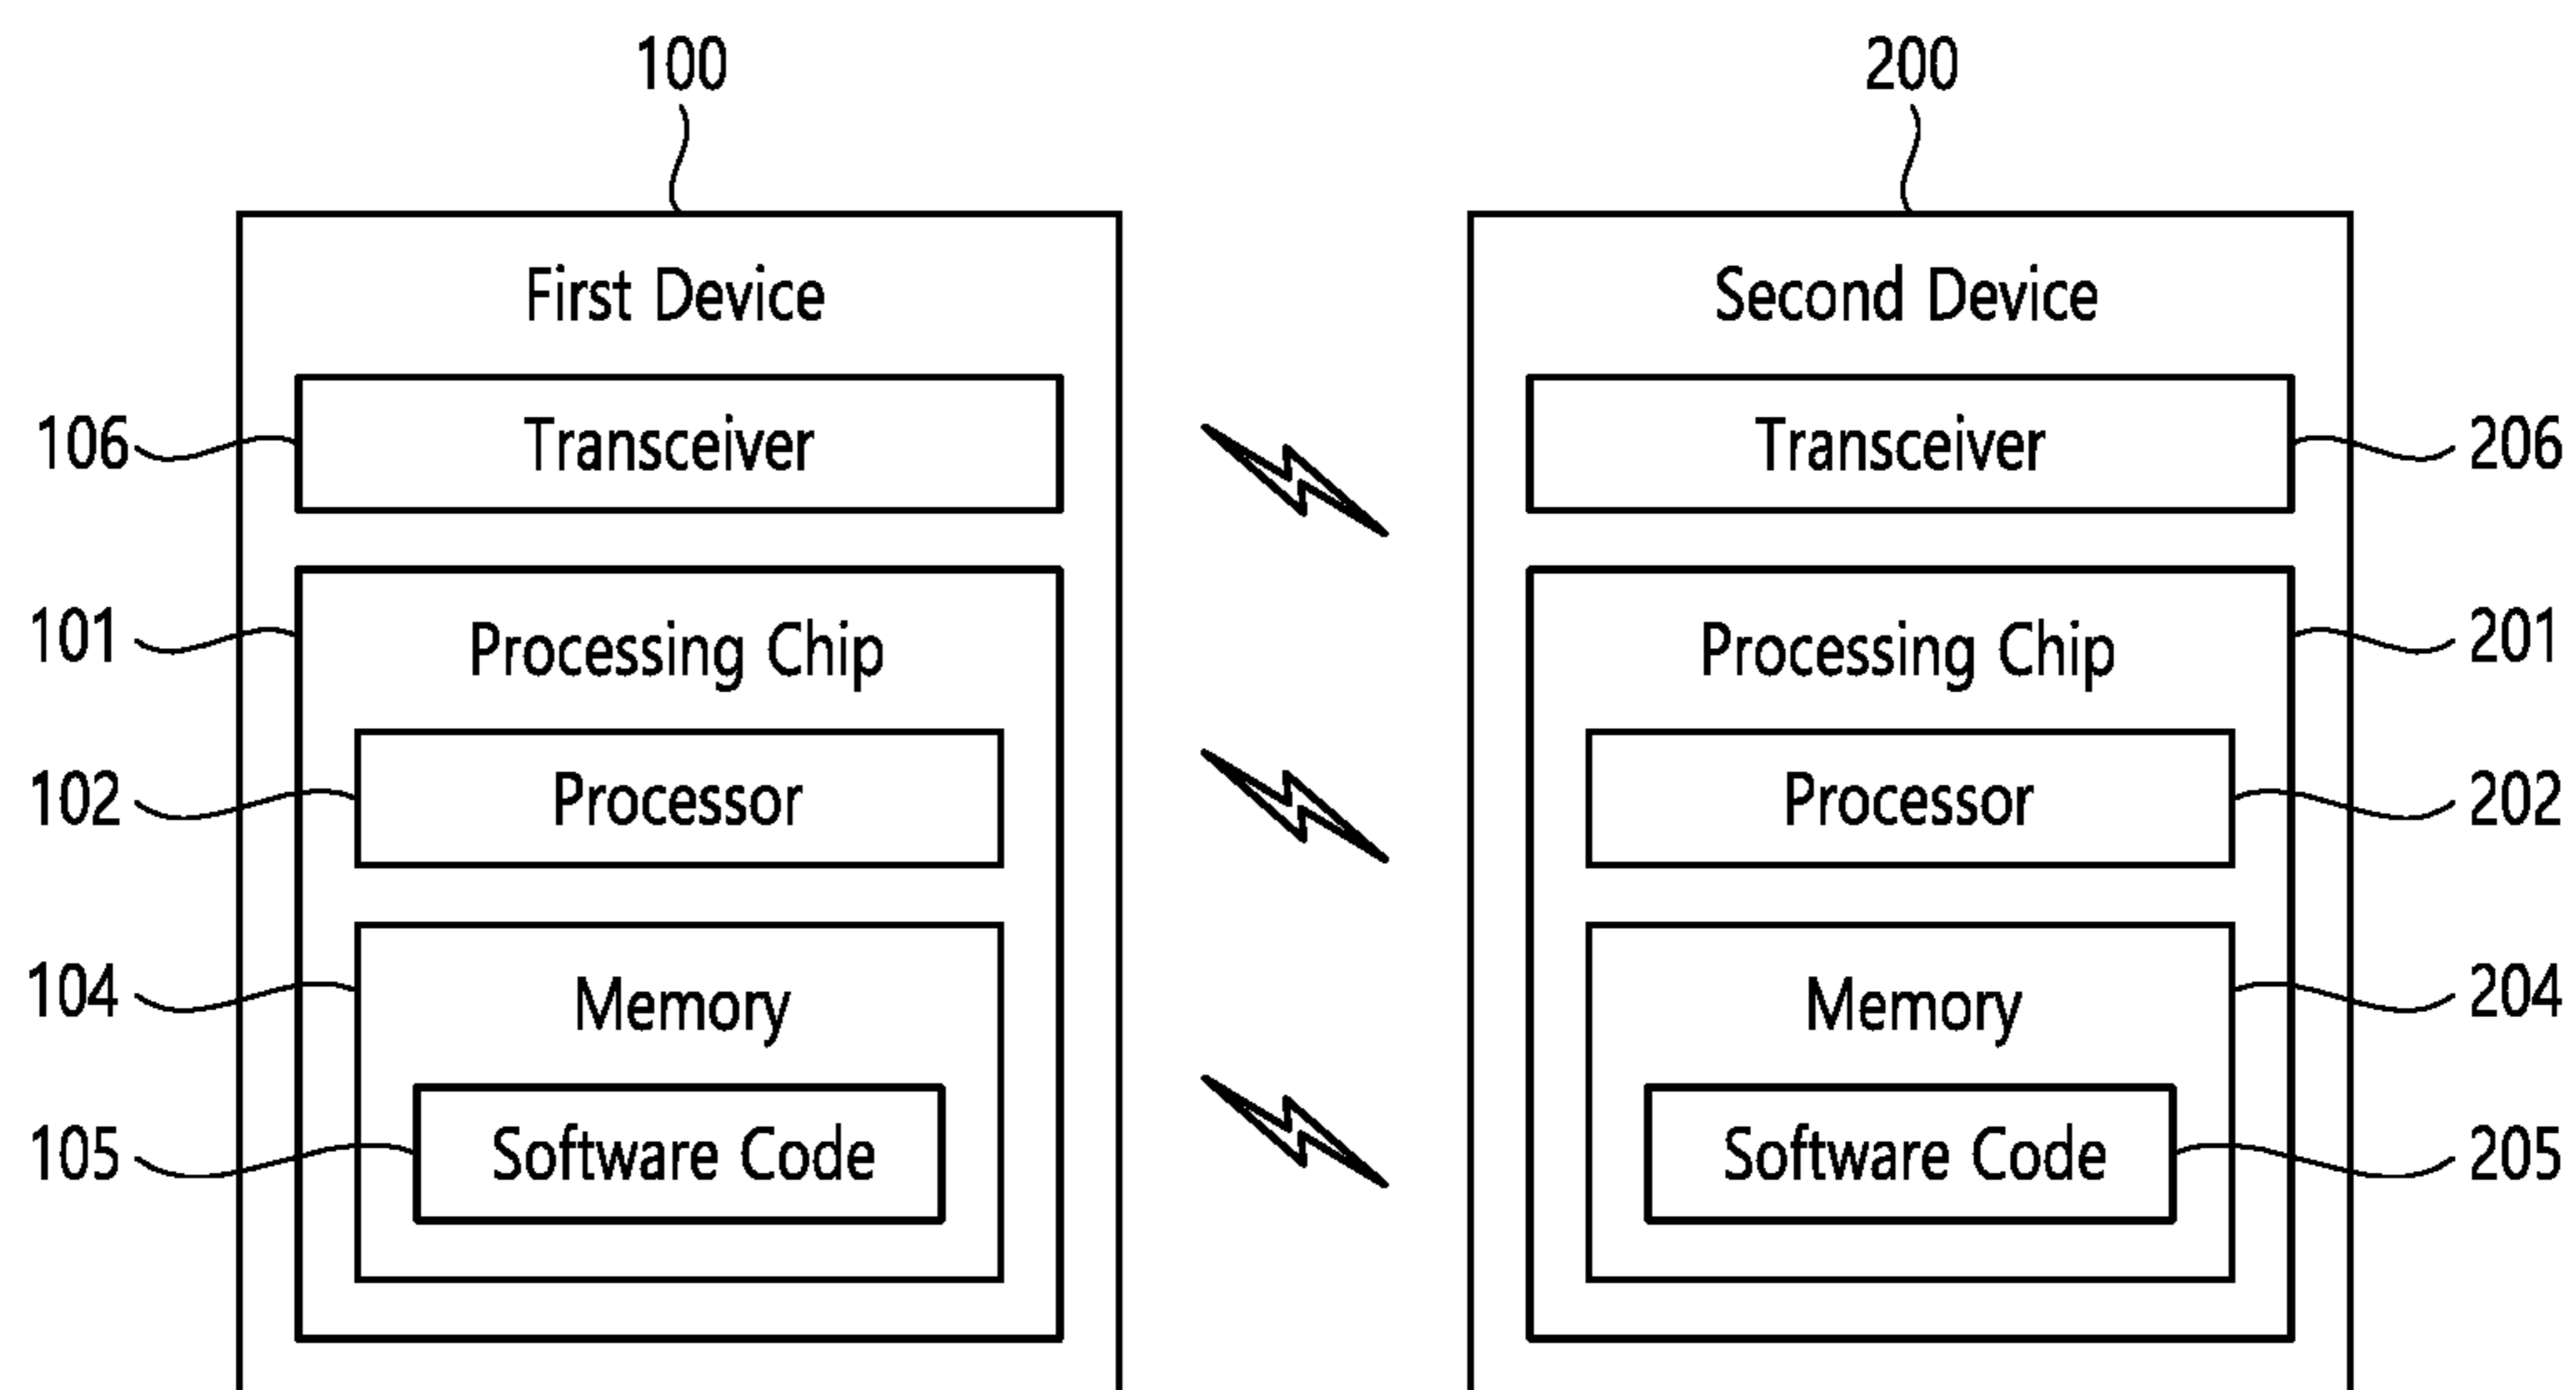 100
200
First Device
Second Device
106
Transceiver
Transceiver
206
101
Processing Chip
Processing Chip
201
102
Processor
Processor
202
104
Memory
Memory
204
105
Software Code
Software Code
205